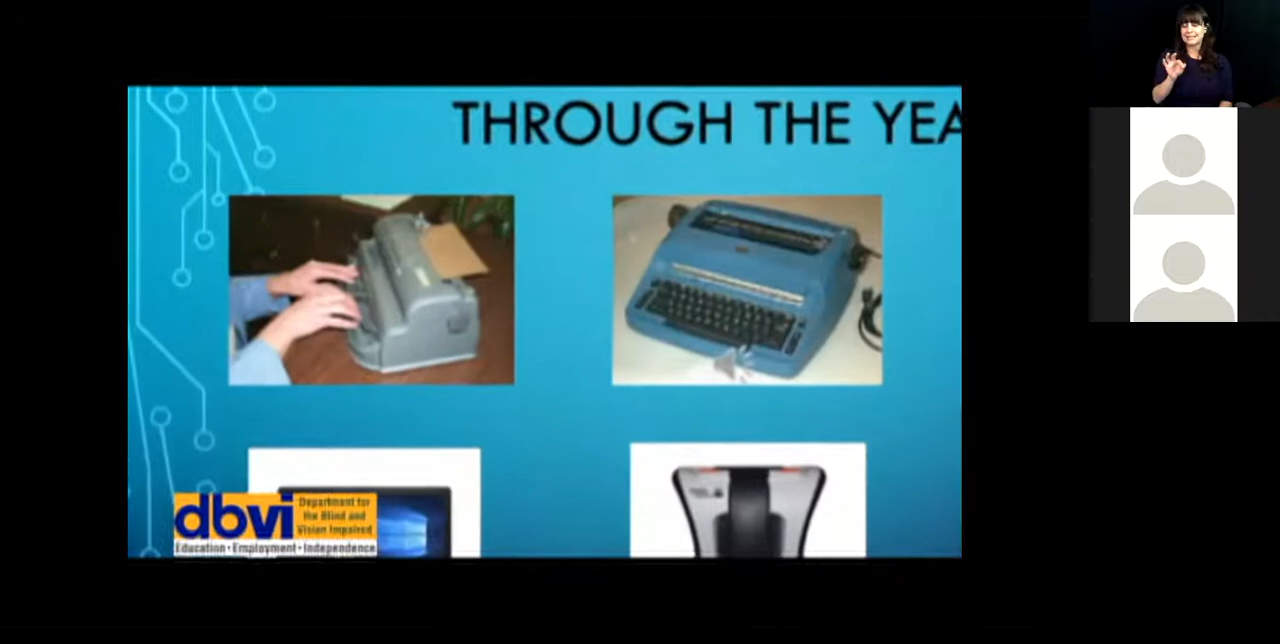 THROUGH THE YEA
dbvi
Department for
the Blind and
Vision Impaired
Education • Employment • Independence